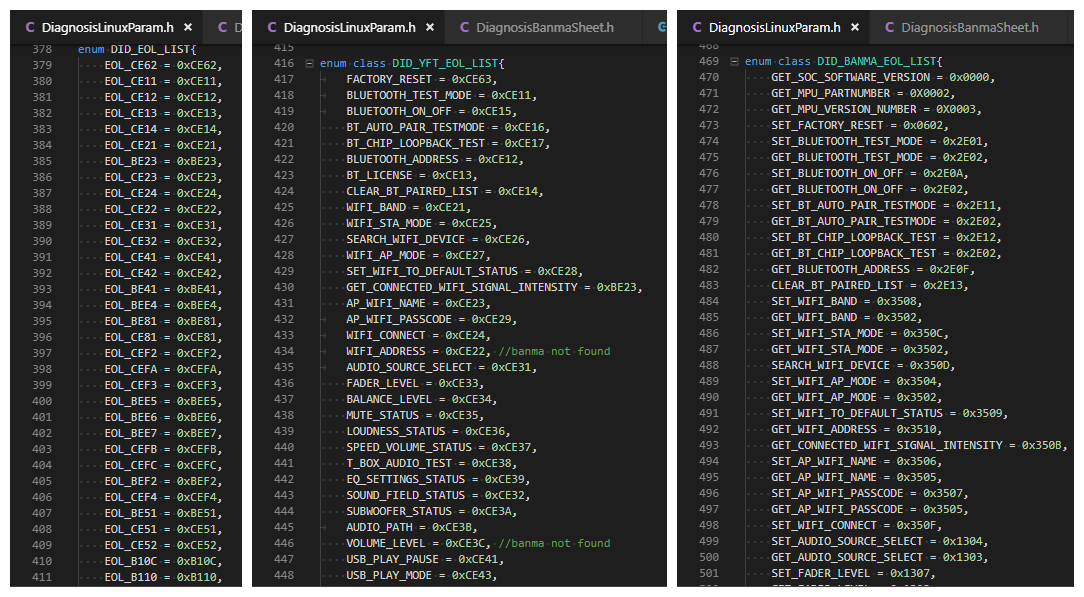 DiagnosisLinuxParam.h ×
378 enum DID_EOL_LIST{
379 EOL_CE62 = 0xCE62,
380 EOL_CE11 = 0xCE11,
381 EOL_CE12 = 0xCE12,
382 EOL_CE13 = 0xCE13,
383 EOL_CE14 = 0xCE14,
384 EOL_CE21 = 0xCE21,
385 EOL_BE23 = 0xBE23,
386 EOL_CE23 = 0xCE23,
387 EOL_CE24 = 0xCE24,
388 EOL_CE22 = 0xCE22,
389 EOL_CE31 = 0xCE31,
390 EOL_CE32 = 0xCE32,
391 EOL_CE41 = 0xCE41,
392 EOL_CE42 = 0xCE42,
393 EOL_BE41 = 0xBE41,
394 EOL_BEE4 = 0xBEE4,
395 EOL_BE81 = 0xBE81,
396 EOL_CE81 = 0xCE81,
397 EOL_CEF2 = 0xCEF2,
398 EOL_CEFA = 0xCEFA,
399 EOL_CEF3 = 0xCEF3,
400 EOL_BEE5 = 0xBEE5,
401 EOL_BEE6 = 0xBEE6,
402 EOL_BEE7 = 0xBEE7,
403 EOL_CEFB = 0xCEFB,
404 EOL_CEFC = 0xCEFC,
405 EOL_BEF2 = 0xBEF2,
406 EOL_CEF4 = 0xCEF4,
407 EOL_BE51 = 0xBE51,
408 EOL_CE51 = 0xCE51,
409 EOL_CE52 = 0xCE52,
410 EOL_B10C = 0xB10C,
411 EOL_B110 = 0xB110,
DiagnosisLinuxParam.h × DiagnosisBanmaSheet.h
415
416 enum class DID_YFT_EOL_LIST{
417 FACTORY_RESET = 0xCE63,
418 BLUETOOTH_TEST_MODE = 0xCE11,
419 BLUETOOTH_ON_OFF = 0xCE15,
420 BT_AUTO_PAIR_TESTMODE = 0xCE16,
421 BT_CHIP_LOOPBACK_TEST = 0xCE17,
422 BLUETOOTH_ADDRESS = 0xCE12,
423 BT_LICENSE = 0xCE13,
424 CLEAR_BT_PAIRED_LIST = 0xCE14,
425 WIFI_BAND = 0xCE21,
426 WIFI_STA_MODE = 0xCE25,
427 SEARCH_WIFI_DEVICE = 0xCE26,
428 WIFI_AP_MODE = 0xCE27,
429 SET_WIFI_TO_DEFAULT_STATUS = 0xCE28,
430 GET_CONNECTED_WIFI_SIGNAL_INTENSITY = 0xBE23,
431 AP_WIFI_NAME = 0xCE23,
432 AP_WIFI_PASSCODE = 0xCE29,
433 WIFI_CONNECT = 0xCE24,
434 WIFI_ADDRESS = 0xCE22, //banma not found
435 AUDIO_SOURCE_SELECT = 0xCE31,
436 FADER_LEVEL = 0xCE33,
437 BALANCE_LEVEL = 0xCE34,
438 MUTE_STATUS = 0xCE35,
439 LOUDNESS_STATUS = 0xCE36,
440 SPEED_VOLUME_STATUS = 0xCE37,
441 T_BOX_AUDIO_TEST = 0xCE38,
442 EQ_SETTINGS_STATUS = 0xCE39,
443 SOUND_FIELD_STATUS = 0xCE32,
444 SUBWOOFER_STATUS = 0xCE3A,
445 AUDIO_PATH = 0xCE3B,
446 VOLUME_LEVEL = 0xCE3C, //banma not found
447 USB_PLAY_PAUSE = 0xCE41,
448 USB_PLAY_MODE = 0xCE43,
DiagnosisLinuxParam.h × DiagnosisBanmaSheet.h
468
469 enum class DID_BANMA_EOL_LIST{
470 GET_SOC_SOFTWARE_VERSION = 0x0000,
471 GET_MPU_PARTNUMBER = 0X0002,
472 GET_MPU_VERSION_NUMBER = 0X0003,
473 SET_FACTORY_RESET = 0x0602,
474 SET_BLUETOOTH_TEST_MODE = 0x2E01,
475 GET_BLUETOOTH_TEST_MODE = 0x2E02,
476 SET_BLUETOOTH_ON_OFF = 0x2E0A,
477 GET_BLUETOOTH_ON_OFF = 0x2E02,
478 SET_BT_AUTO_PAIR_TESTMODE = 0x2E11,
479 GET_BT_AUTO_PAIR_TESTMODE = 0x2E02,
480 SET_BT_CHIP_LOOPBACK_TEST = 0x2E12,
481 GET_BT_CHIP_LOOPBACK_TEST = 0x2E02,
482 GET_BLUETOOTH_ADDRESS = 0x2E0F,
483 CLEAR_BT_PAIRED_LIST = 0x2E13,
484 SET_WIFI_BAND = 0x3508,
485 GET_WIFI_BAND = 0x3502,
486 SET_WIFI_STA_MODE = 0x350C,
487 GET_WIFI_STA_MODE = 0x3502,
488 SEARCH_WIFI_DEVICE = 0x350D,
489 SET_WIFI_AP_MODE = 0x3504,
490 GET_WIFI_AP_MODE = 0x3502,
491 SET_WIFI_TO_DEFAULT_STATUS = 0x3509,
492 GET_WIFI_ADDRESS = 0x3510,
493 GET_CONNECTED_WIFI_SIGNAL_INTENSITY = 0x350B,
494 SET_AP_WIFI_NAME = 0x3506,
495 GET_AP_WIFI_NAME = 0x3505,
496 SET_AP_WIFI_PASSCODE = 0x3507,
497 GET_AP_WIFI_PASSCODE = 0x3505,
498 SET_WIFI_CONNECT = 0x350F,
499 SET_AUDIO_SOURCE_SELECT = 0x1304,
500 GET_AUDIO_SOURCE_SELECT = 0x1303,
501 SET_FADER_LEVEL = 0x1307,